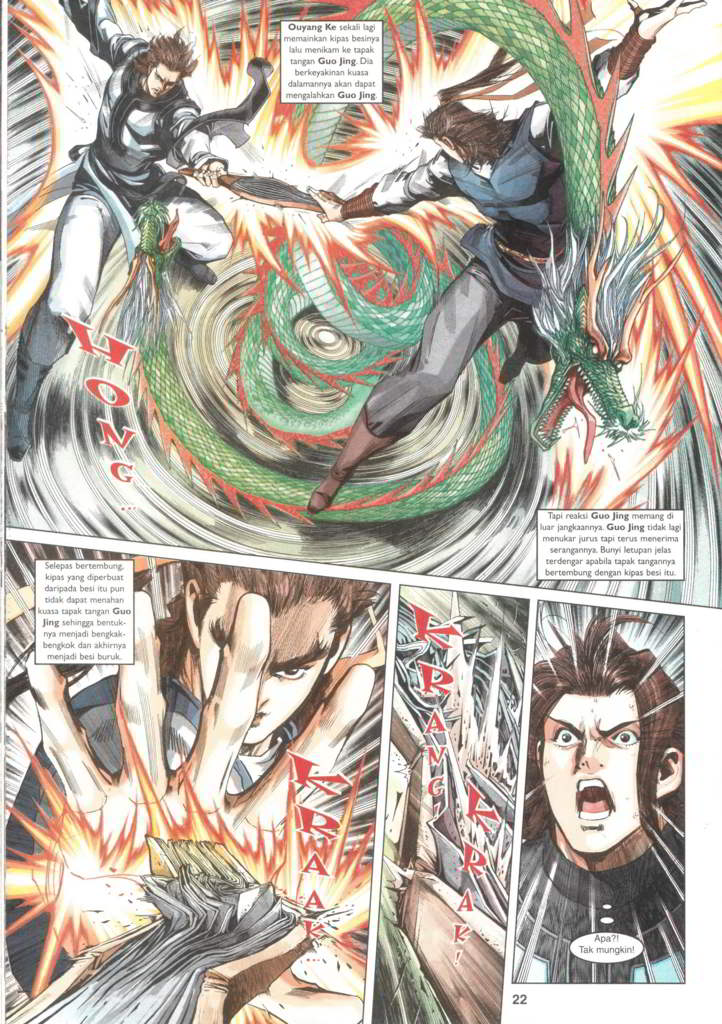 Ouyang Ke sekali lagi
memainkan kipas besinya
lalu menikam ke tapak
tangan Guo Jing. Dia
berkeyakinan kuasa
dalamannya akan dapat
mengalahkan Guo Jing.
HONG...
Tapi reaksi Guo Jing memang di
luar jangkaannya. Guo Jing tidak lagi
menukar jurus tapi terus menerima
serangannya. Bunyi letupan jelas
terdengar apabila tapak tangannya
bertembung dengan kipas besi itu.
Selepas bertembung,
kipas yang diperbuat
daripada besi itu pun
tidak dapat menahan
kuasa tapak tangan Guo
Jing sehingga bentuk-
nya menjadi bengkak-
bengkok dan akhirnya
menjadi besi buruk.
KRAAK....
KRANG,
KRAK!
Apa?!
Tak mungkin!
22